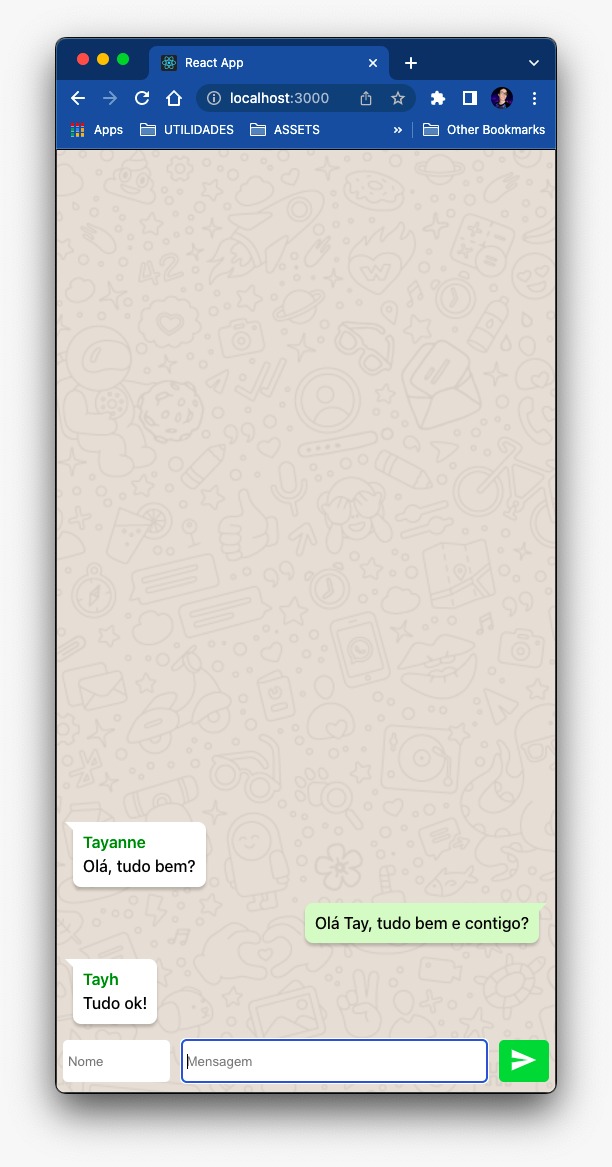 React App
localhost:3000
Apps
UTILIDADES
ASSETS
»
Other Bookmarks
Tayanne
Olá, tudo bem?
Olá Tay, tudo bem e contigo?
Tayh
Tudo ok!
Nome
Mensagem